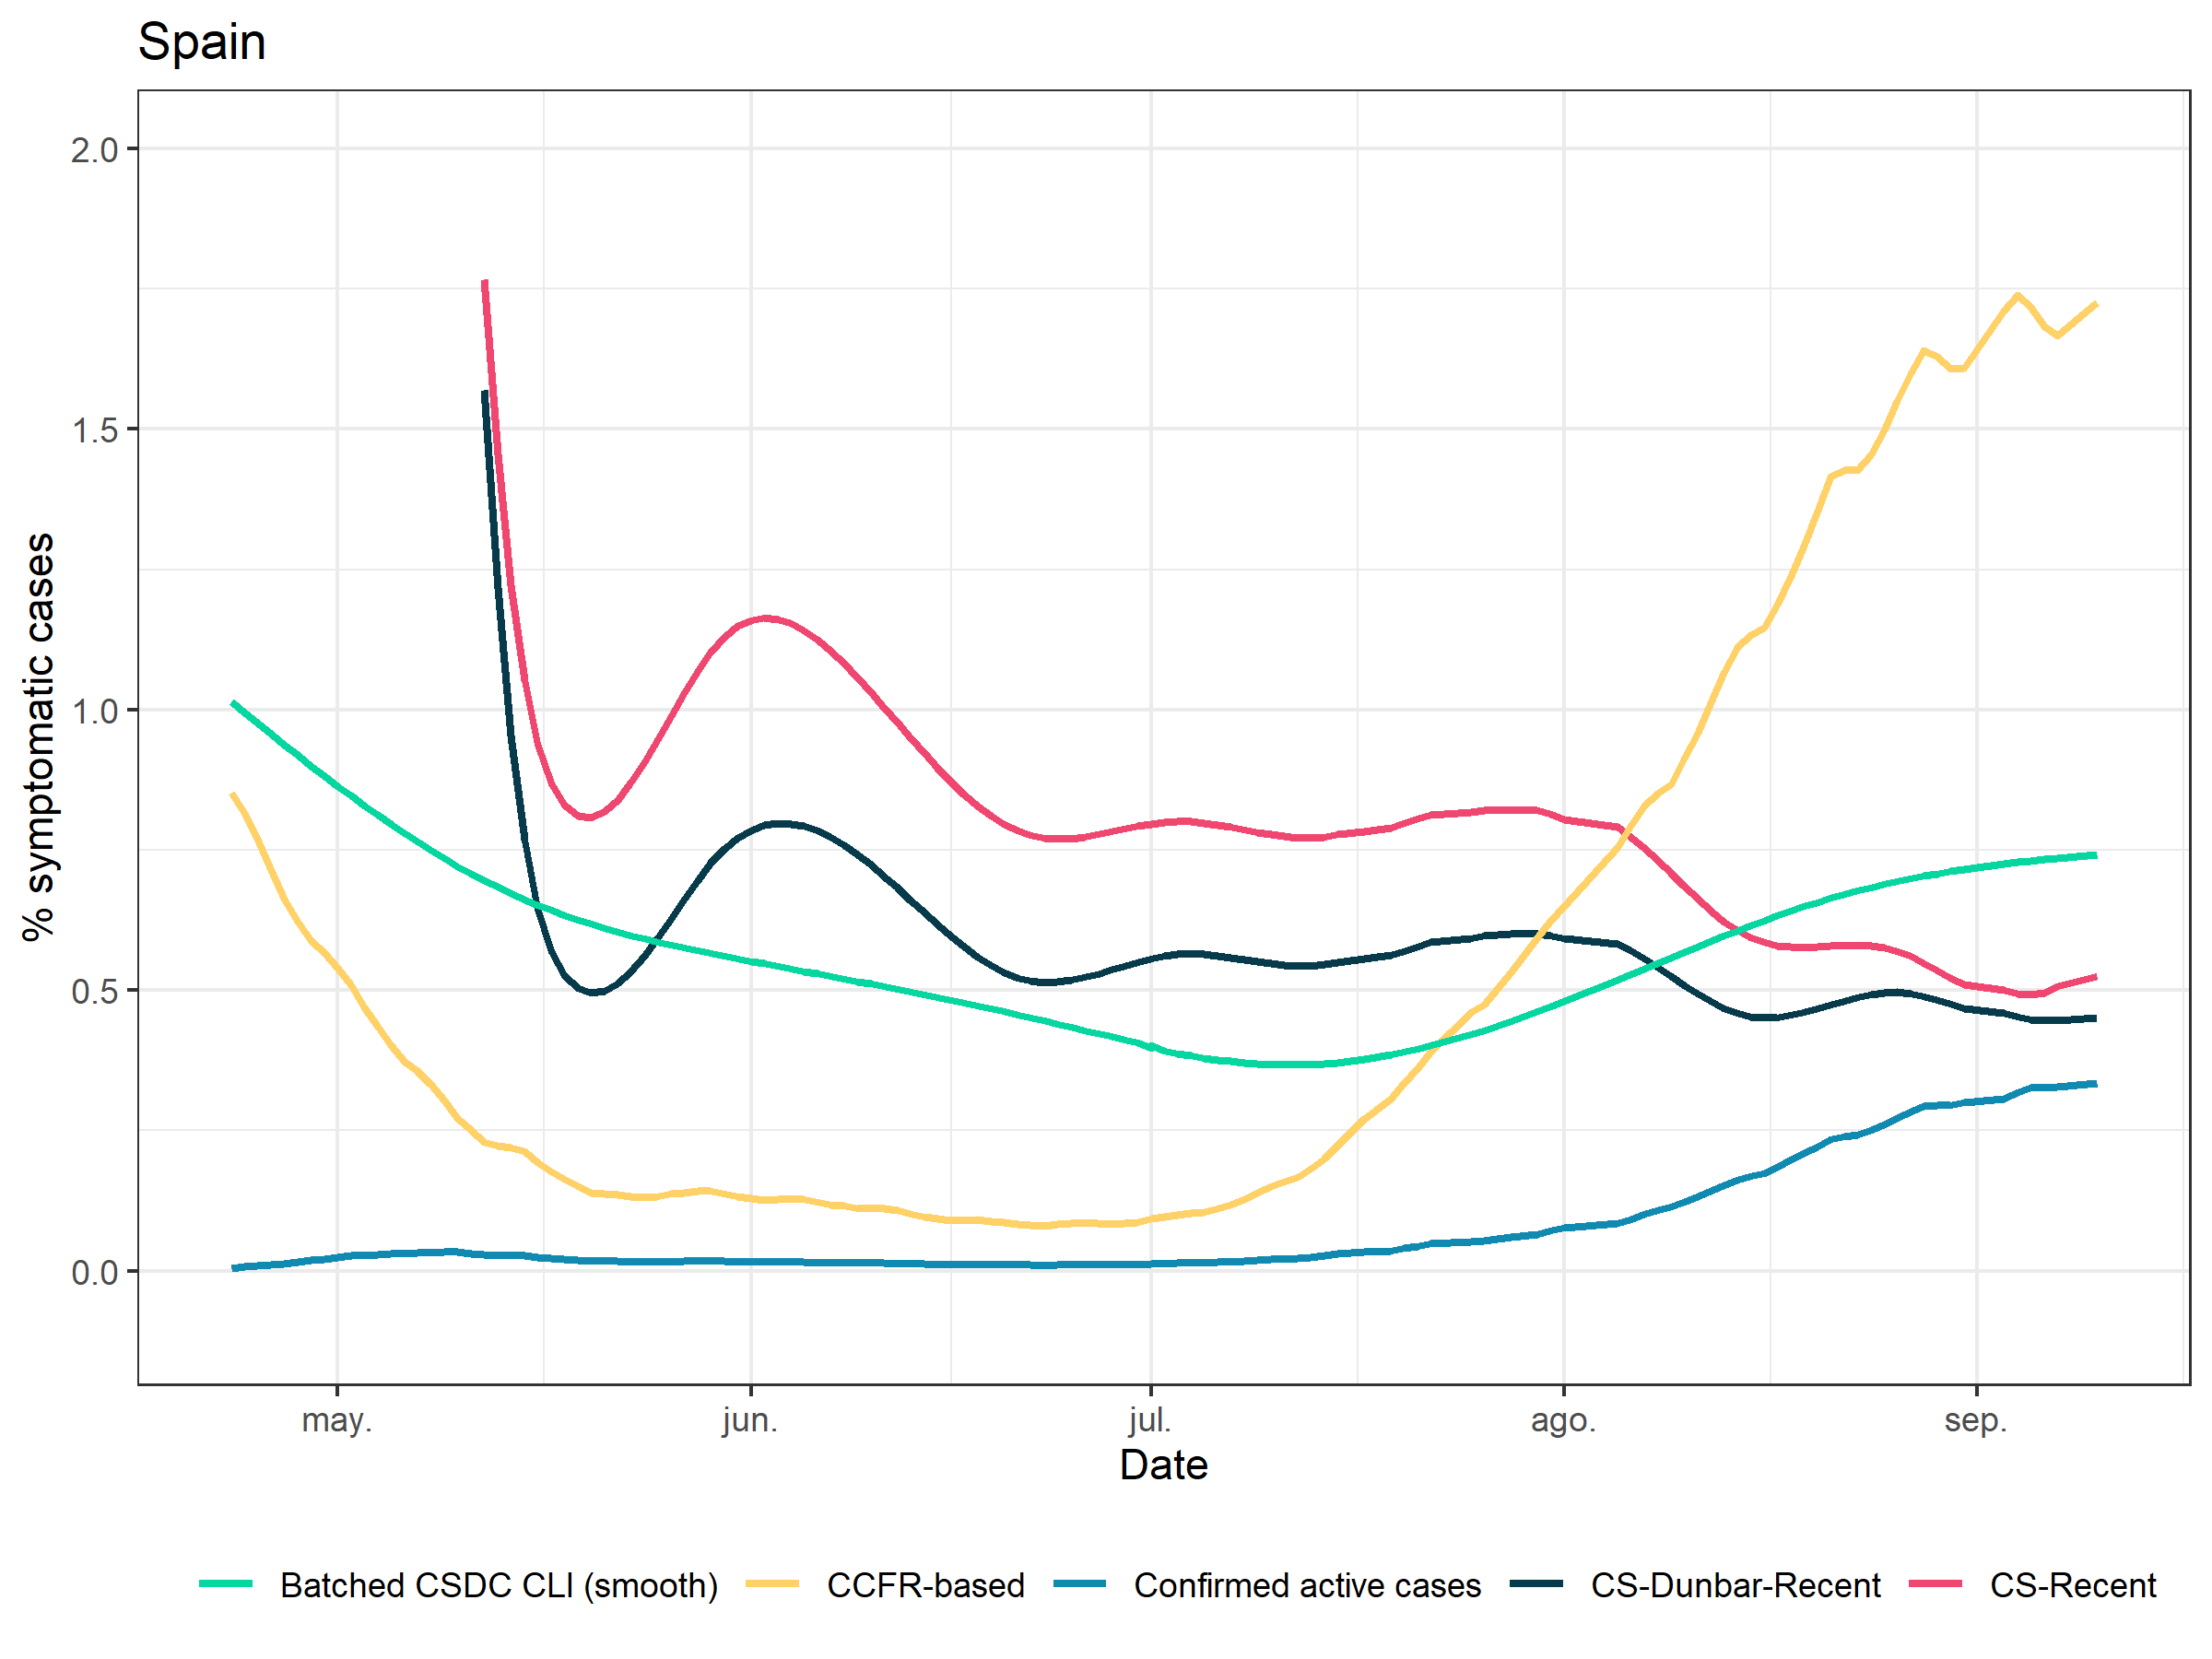 Spain
% symptomatic cases
2.0
1.5
1.0
0.5
0.0
may. jun. jul. ago. sep.
Date
Batched CSDC CLI (smooth) CCFR-based Confirmed active cases CS-Dunbar-Recent CS-Recent